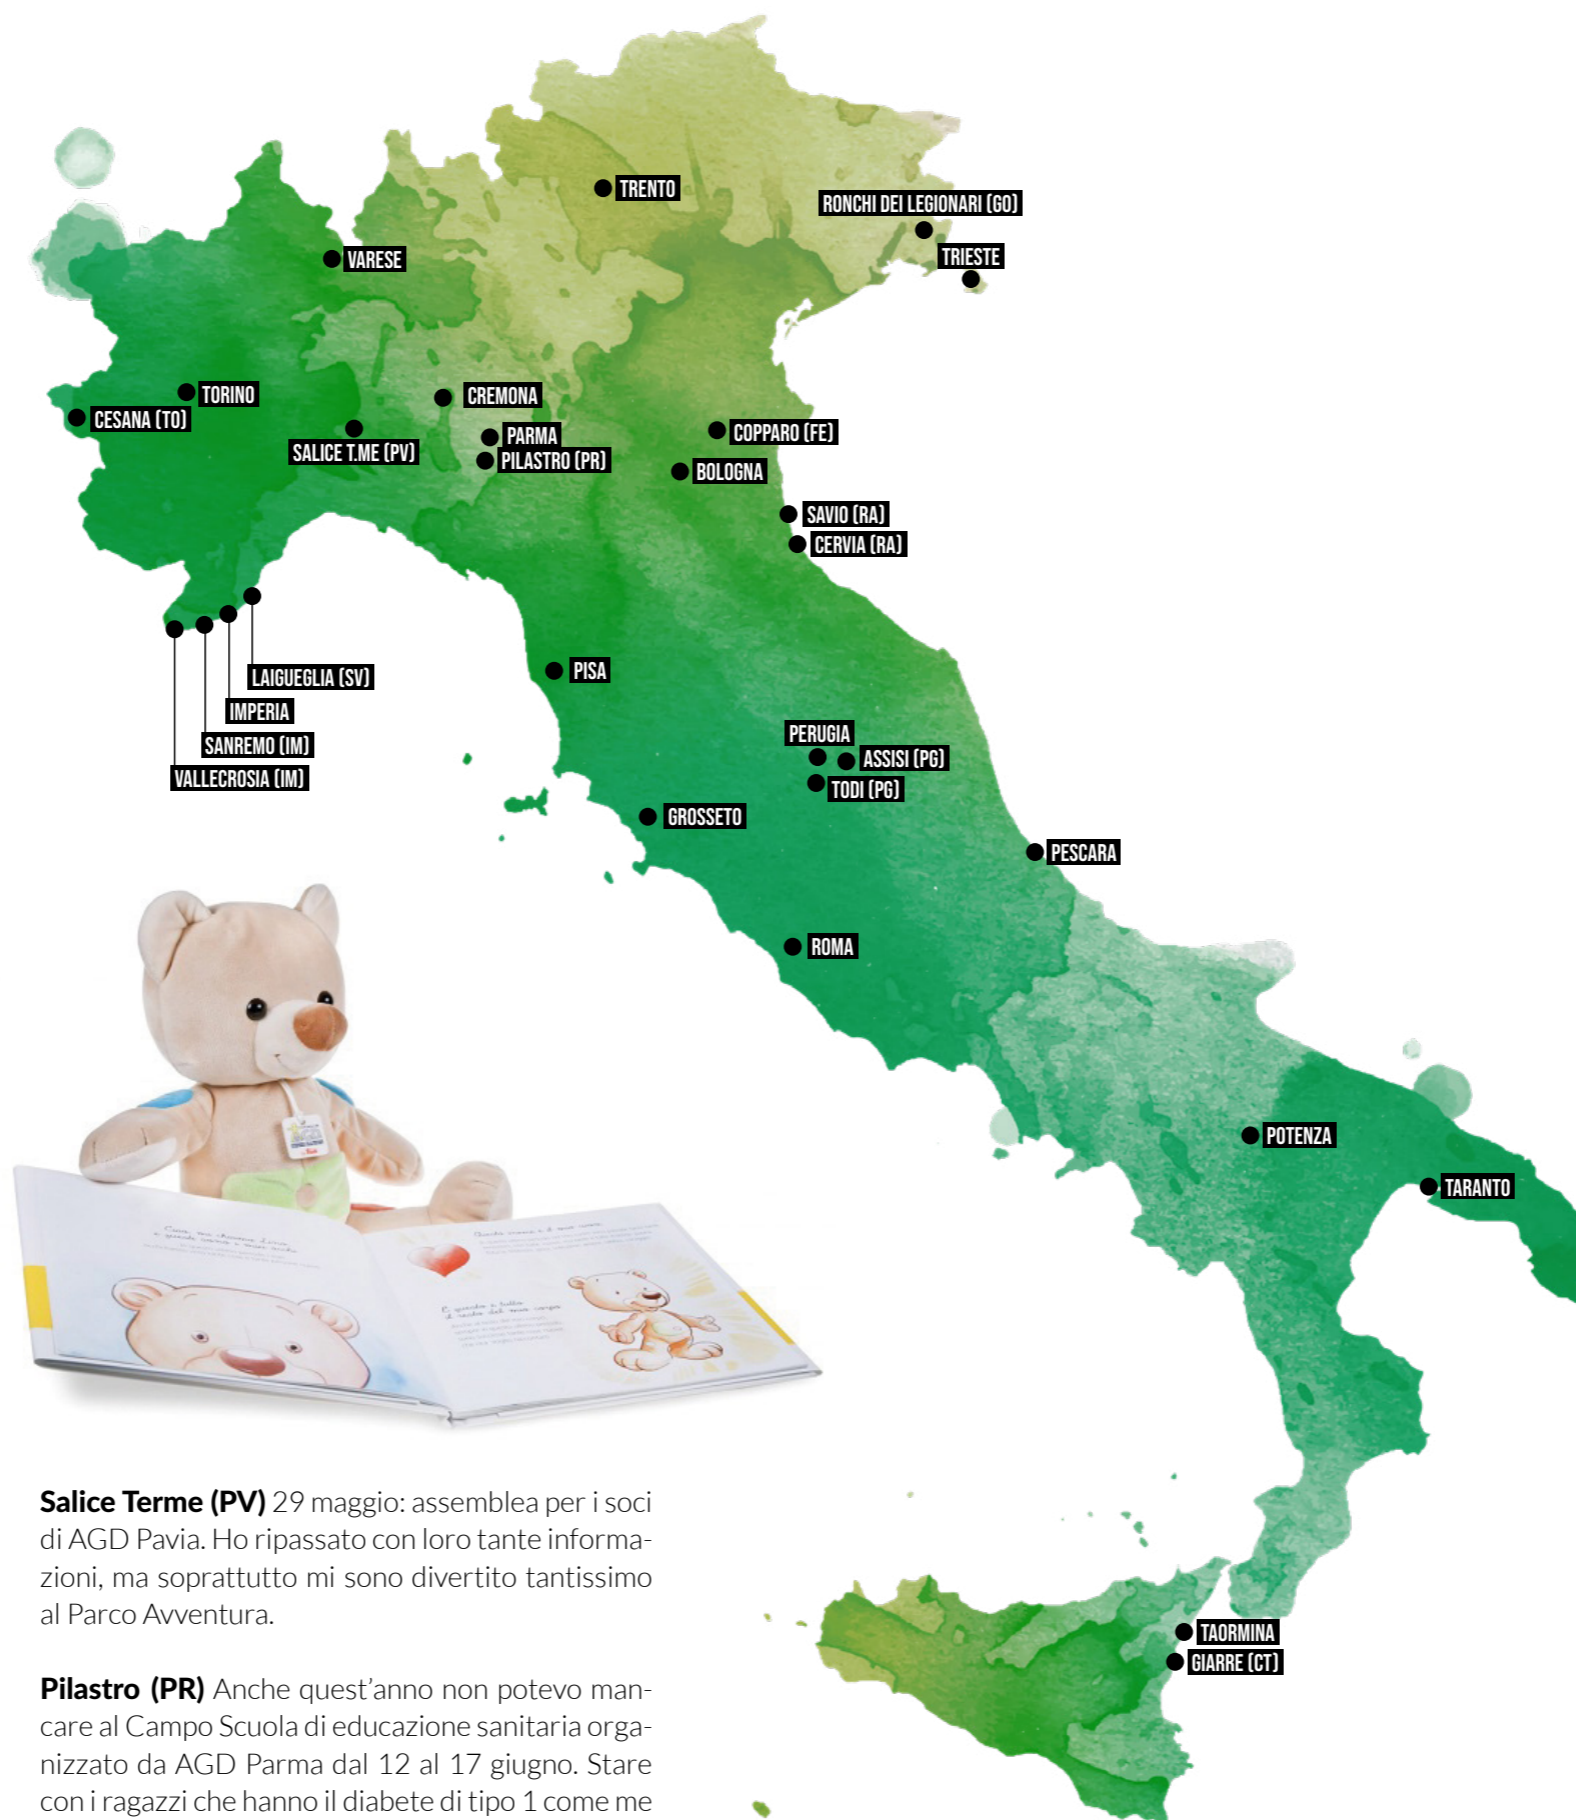 TRENTO
RONCHI DEI LEGIONARI (GO)
TRIESTE
VARESE
TORINO
CESANA (TO)
CREMONA
SALICE T.ME (PV)
PARMA
PILASTRO (PR)
COPPARO (FE)
BOLOGNA
SAVIO (RA)
CERVIA (RA)
LAIGUEGLIA (SV)
IMPERIA
SANREMO (IM)
VALLECROSIA (IM)
PISA
PERUGIA
ASSISI (PG)
TODI (PG)
GROSSETO
PESCARA
ROMA
POTENZA
TARANTO
TAORMINA
GIARRE (CT)
Salice Terme (PV) 29 maggio: assemblea per i soci
di AGD Pavia. Ho ripassato con loro tante informa-
zioni, ma soprattutto mi sono divertito tantissimo
al Parco Avventura.
Pilastro (PR) Anche quest’anno non potevo man-
care al Campo Scuola di educazione sanitaria orga-
nizzato da AGD Parma dal 12 al 17 giugno. Stare
con i ragazzi che hanno il diabete di tipo 1 come me